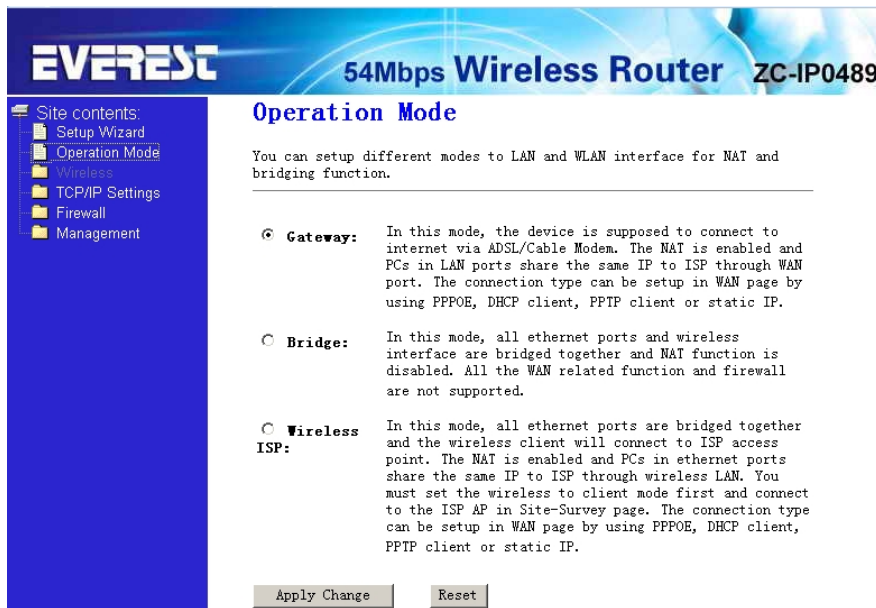 EVEREST
54Mbps Wireless Router ZC-IP0489
Site contents:
Setup Wizard
Operation Mode
Wireless
TCP/IP Settings
Firewall
Management
Operation Mode
You can setup different modes to LAN and WLAN interface for NAT and
bridging function.
Gateway:
In this mode, the device is supposed to connect to
internet via ADSL/Cable Modem. The NAT is enabled and
PCs in LAN ports share the same IP to ISP through WAN
port. The connection type can be setup in WAN page by
using PPPOE, DHCP client, PPTP client or static IP.
Bridge:
In this mode, all ethernet ports and wireless
interface are bridged together and NAT function is
disabled. All the WAN related function and firewall
are not supported.
Wireless
ISP:
In this mode, all ethernet ports are bridged together
and the wireless client will connect to ISP access
point. The NAT is enabled and PCs in ethernet ports
share the same IP to ISP through wireless LAN. You
must set the wireless to client mode first and connect
to the ISP AP in Site-Survey page. The connection type
can be setup in WAN page by using PPPOE, DHCP client,
PPTP client or static IP.
Apply Change Reset